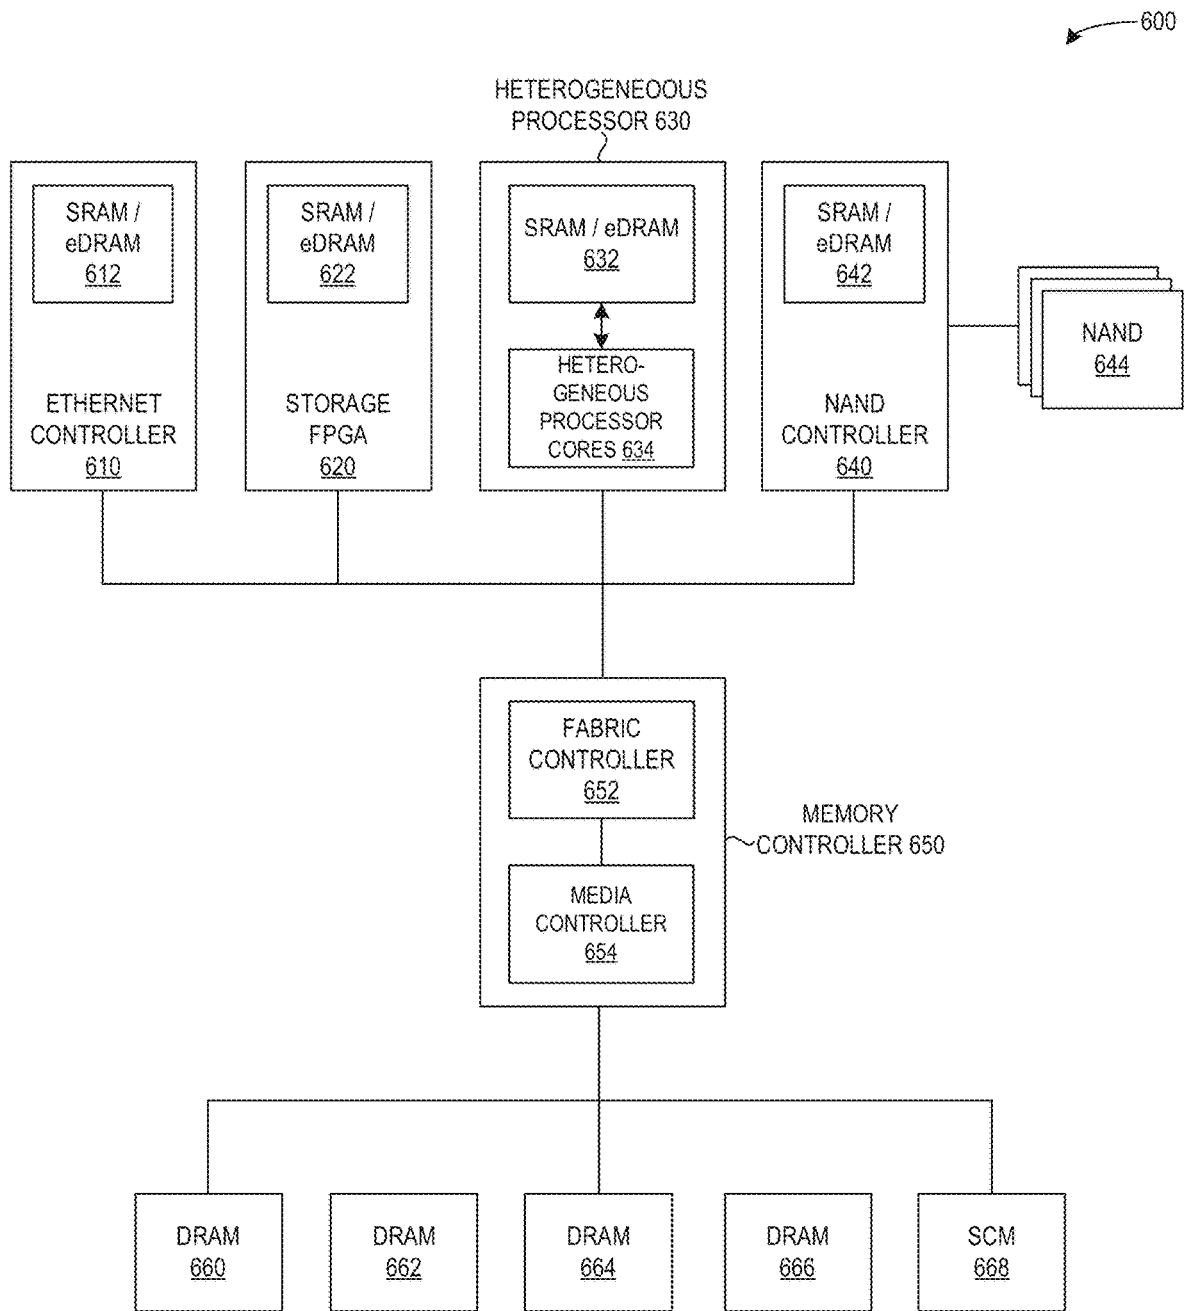 600
HETEROGENEOOUS
PROCESSOR 630
SRAM /
eDRAM
612
ETHERNET
CONTROLLER
610
SRAM /
eDRAM
622
STORAGE
FPGA
620
SRAM / eDRAM
632
HETERO-
GENEOUS
PROCESSOR
CORES 634
SRAM /
eDRAM
642
NAND
CONTROLLER
640
NAND
644
FABRIC
CONTROLLER
652
MEDIA
CONTROLLER
654
MEMORY
CONTROLLER 650
DRAM
660
DRAM
662
DRAM
664
DRAM
666
SCM
668